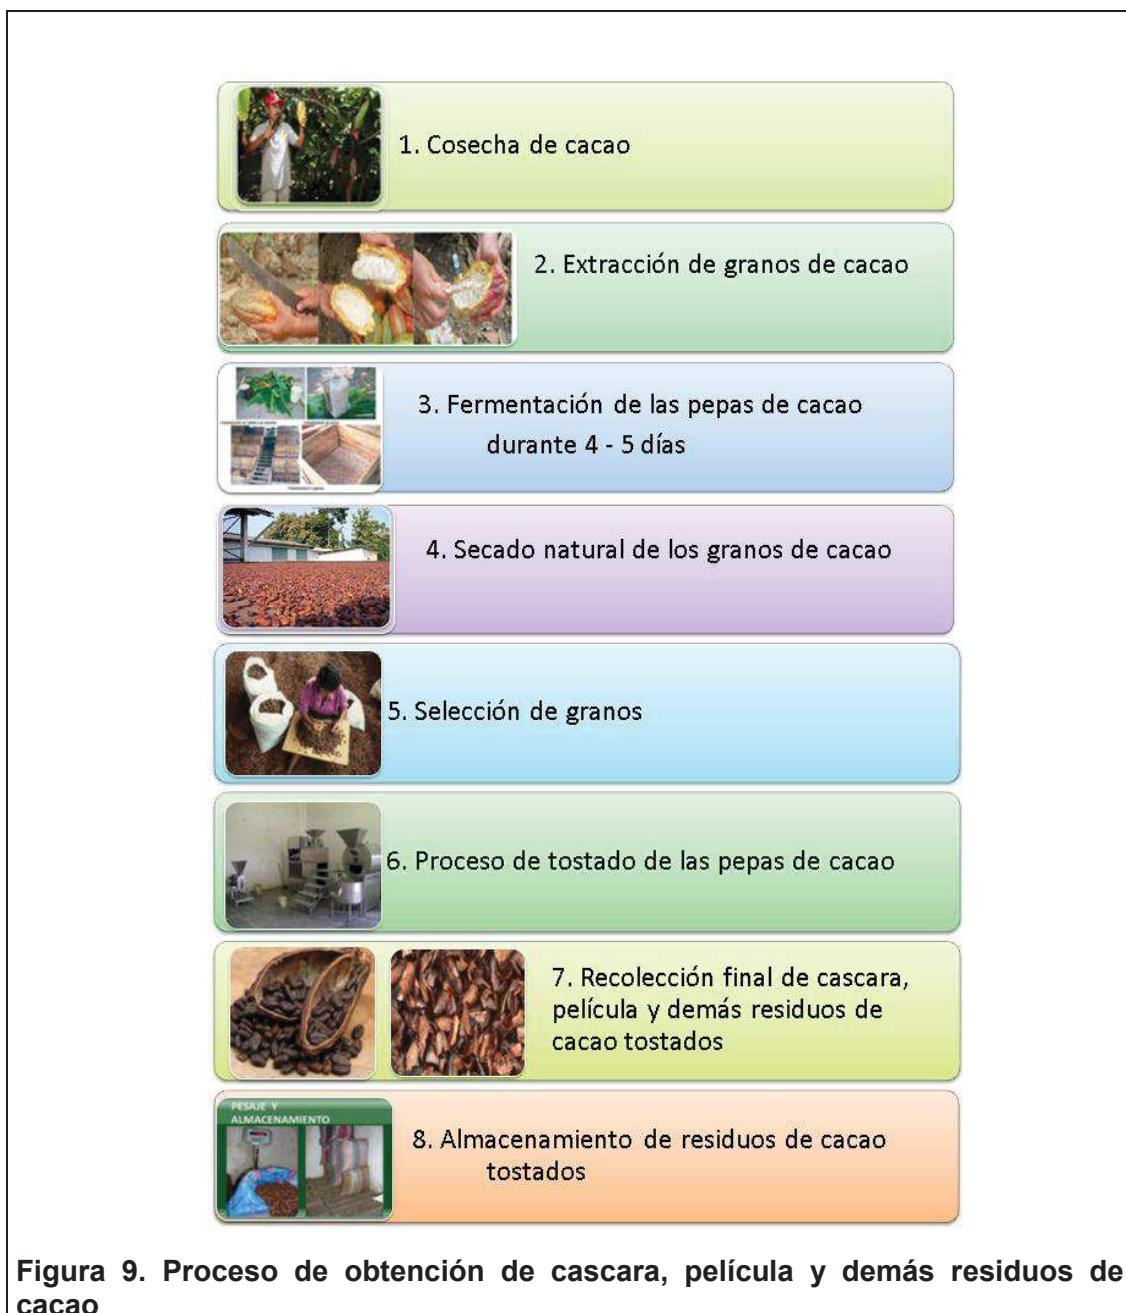 1. Cosecha de cacao
2. Extracción de granos de cacao
3. Fermentación de las pepas de cacao
durante 4 - 5 días
4. Secado natural de los granos de cacao
5. Selección de granos
6. Proceso de tostado de las pepas de cacao
7. Recolección final de cascara,
película y demás residuos de
cacao tostados
PESAJE Y
ALMACENAMIENTO
8. Almacenamiento de residuos de cacao
tostados
Figura 9. Proceso de obtención de cascara, película y demás residuos de
cacao